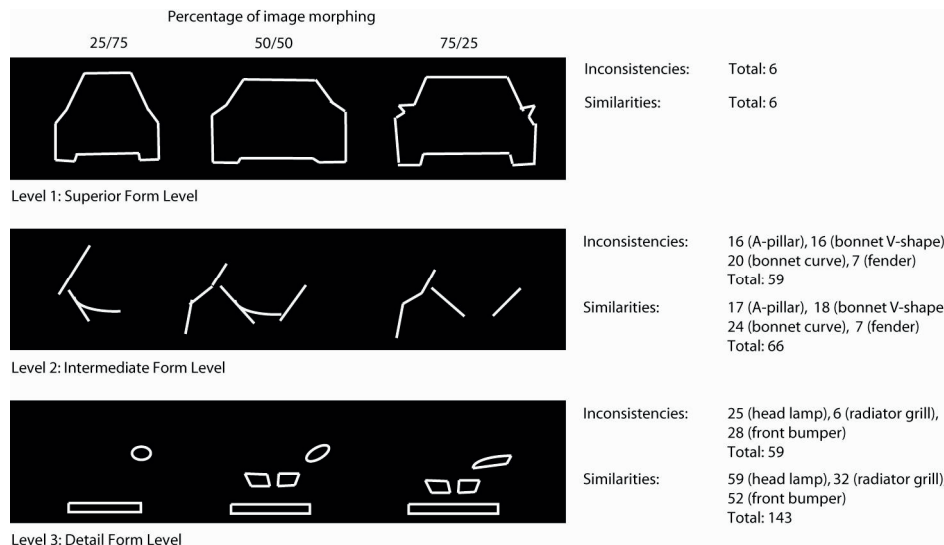 Percentage of image morphing
25/75 50/50 75/25
Inconsistencies: Total: 6
Similarities: Total: 6
Level 1: Superior Form Level
Inconsistencies: 16 (A-pillar), 16 (bonnet V-shape)
20 (bonnet curve), 7 (fender)
Total: 59
Similarities: 17 (A-pillar), 18 (bonnet V-shape
24 (bonnet curve), 7 (fender)
Total: 66
Level 2: Intermediate Form Level
Inconsistencies: 25 (head lamp), 6 (radiator grill),
28 (front bumper)
Total: 59
Similarities: 59 (head lamp), 32 (radiator grill)
52 (front bumper)
Total: 143
Level 3: Detail Form Level